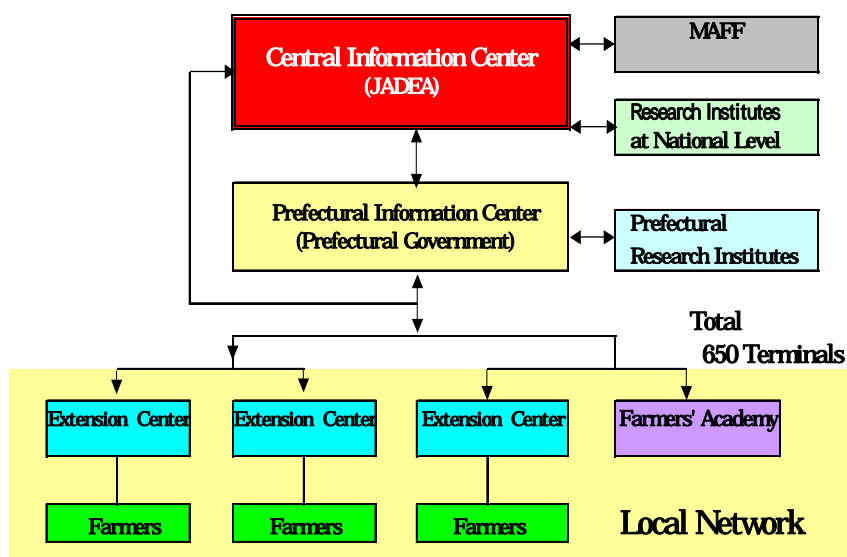 Central Information Center
(JADEA)
MAFF
Research Institutes
at National Level
Prefectural Information Center
(Prefectural Government)
Prefectural
Research Institutes
Total
650 Terminals
Extension Center
Extension Center
Extension Center
Farmers' Academy
Farmers
Farmers
Farmers
Local Network